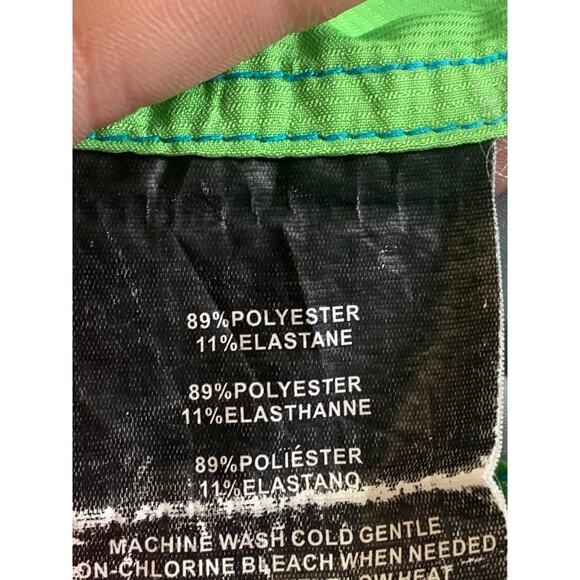 89%POLYESTER
11%ELASTANE
89%POLYESTER
11%ELASTHANNE
89%POLIÉSTER
11%ELASTANO
MACHINE WASH COLD GENTLE
ON-CHLORINE BLEACH WHEN NEEDED
HEAT